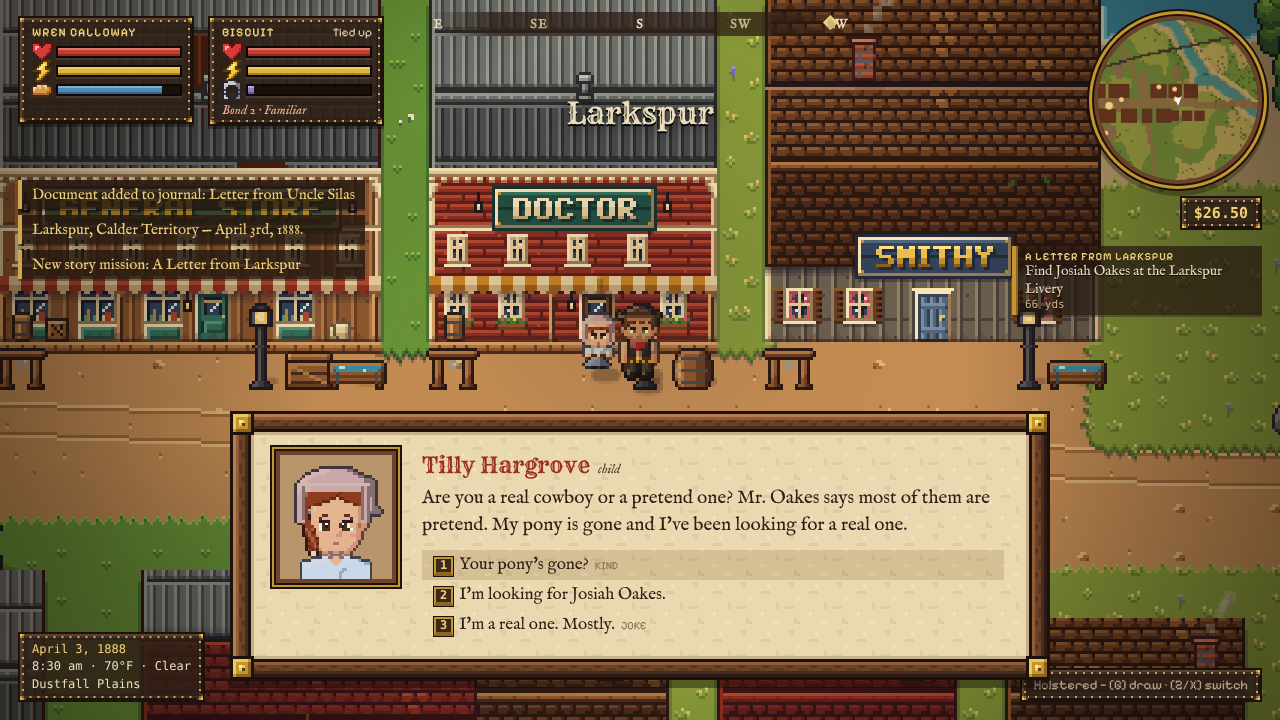 WREN CALLOWAY
BISCUIT Tied up
Bond 2 · Familiar
E SE S SW W
Larkspur
$26.50
Document added to journal: Letter from Uncle Silas
Larkspur, Calder Territory — April 3rd, 1888.
New story mission: A Letter from Larkspur
GENERAL STORE
DOCTOR
SMITHY
A LETTER FROM LARKSPUR
Find Josiah Oakes at the Larkspur
Livery
66 yds
Tilly Hargrove child
Are you a real cowboy or a pretend one? Mr. Oakes says most of them are
pretend. My pony is gone and I've been looking for a real one.
1 Your pony's gone? KIND
2 I'm looking for Josiah Oakes.
3 I'm a real one. Mostly. JOKE
April 3, 1888
8:30 am · 70°F · Clear
Dustfall Plains
Holstered - (G) draw · (2/X) switch